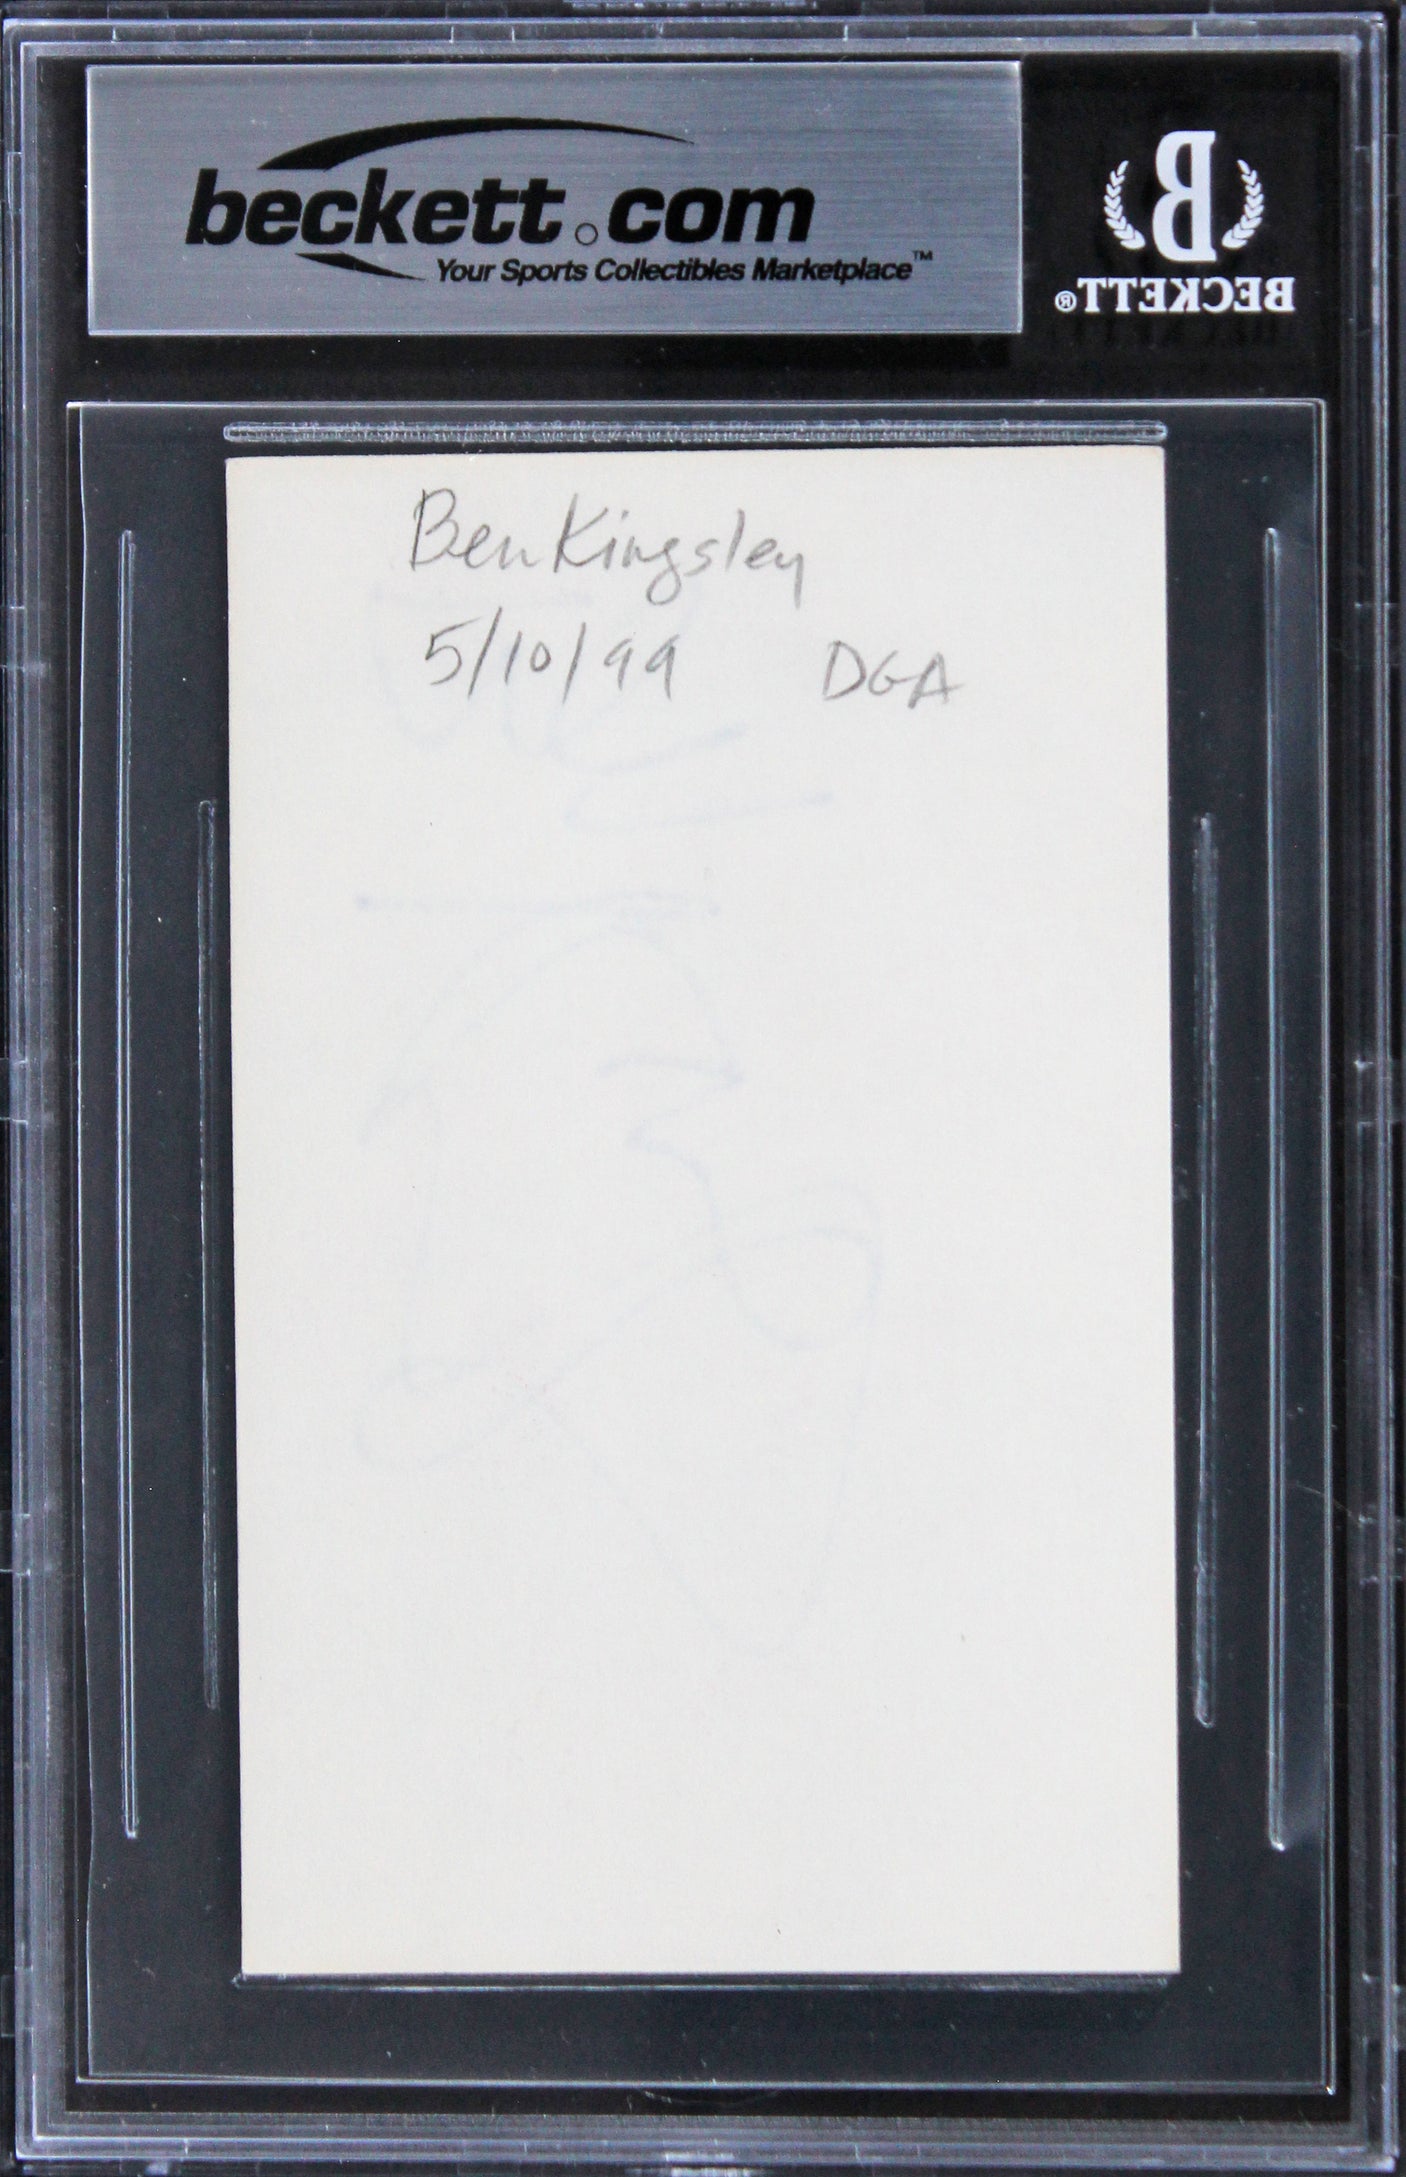 beckett.com
Your Sports Collectibles Marketplace™
BECKETT®
Ben Kingsley
5/10/99 DGA